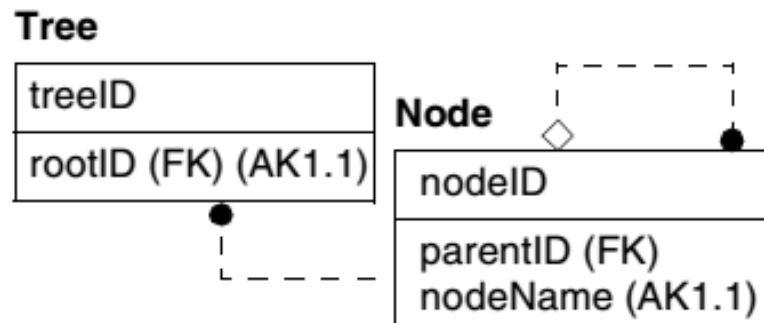 Tree
treeID
rootID (FK) (AK1.1)
Node
nodeID
parentID (FK)
nodeName (AK1.1)